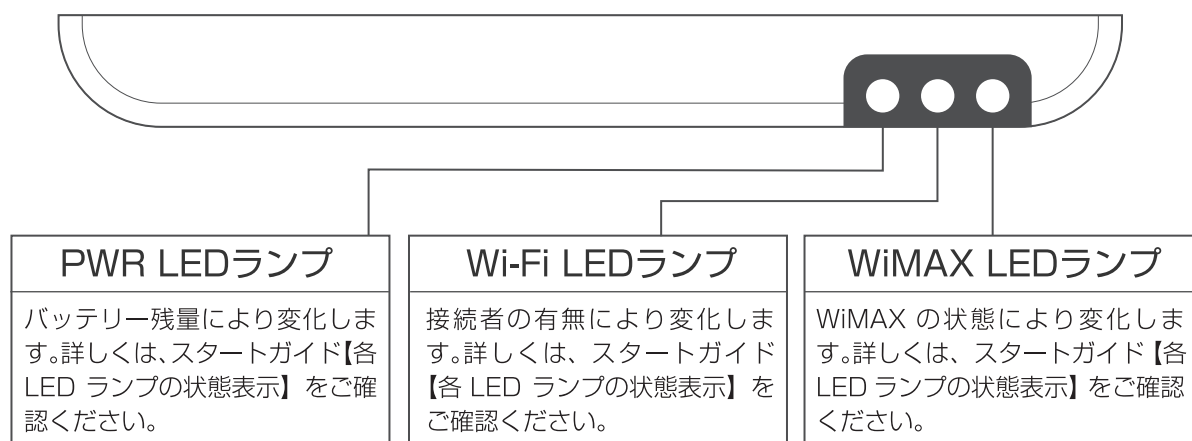 PWR LEDランプ
バッテリー残量により変化しま
す。詳しくは、スタートガイド【各
LED ランプの状態表示】をご確
認ください。
Wi-Fi LEDランプ
接続者の有無により変化しま
す。詳しくは、スタートガイド
【各 LED ランプの状態表示】を
ご確認ください。
WiMAX LEDランプ
WiMAX の状態により変化しま
す。詳しくは、スタートガイド【各
LED ランプの状態表示】をご確認
ください。